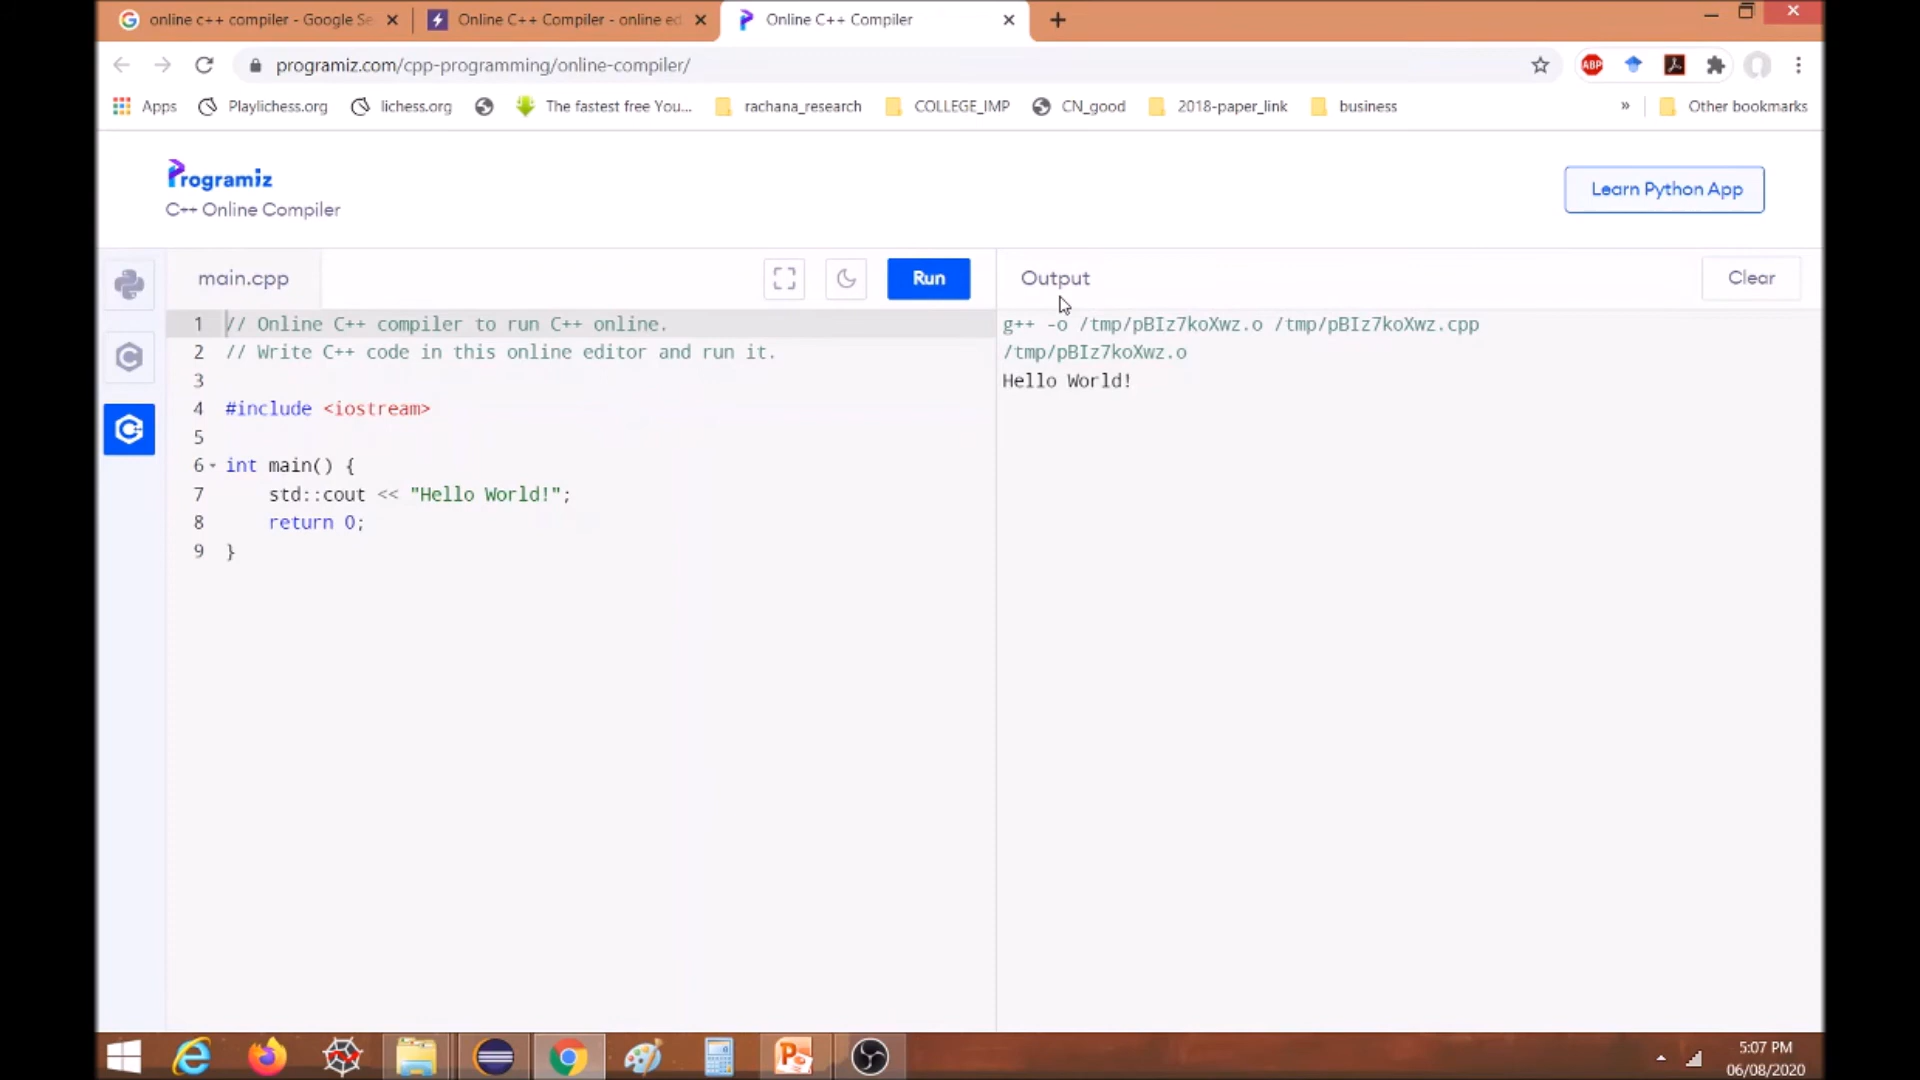 online c++ compiler - Google Se
Online C++ Compiler - online ed
Online C++ Compiler
programiz.com/cpp-programming/online-compiler/
ABP
Apps
Playlichess.org
lichess.org
The fastest free You...
rachana_research
COLLEGE_IMP
CN_good
2018-paper_link
business
»
Other bookmarks
Programiz
C++ Online Compiler
Learn Python App
main.cpp
Run
Output
Clear
1 // Online C++ compiler to run C++ online.
2 // Write C++ code in this online editor and run it.
3
4 #include <iostream>
5
6 int main() {
7 std::cout << "Hello World!";
8 return 0;
9 }
g++ -o /tmp/pBIz7koXwz.o /tmp/pBIz7koXwz.cpp
/tmp/pBIz7koXwz.o
Hello World!
5:07 PM
06/08/2020